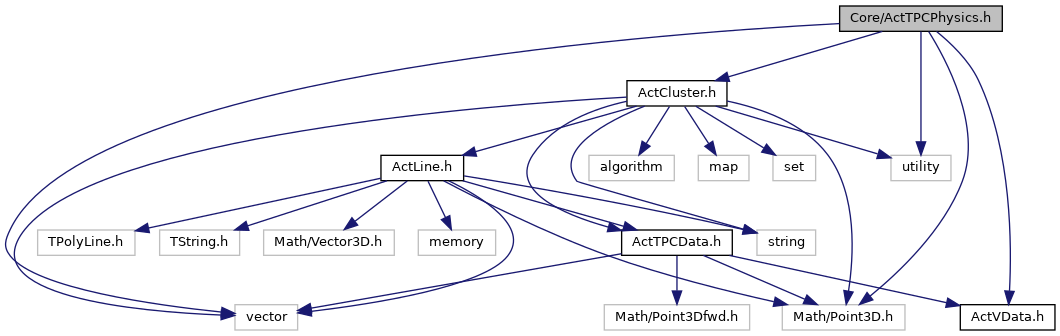 Core/ActTPCPhysics.h
ActCluster.h
ActLine.h
algorithm
map
set
utility
TPolyLine.h
TString.h
Math/Vector3D.h
memory
ActTPCData.h
string
vector
Math/Point3Dfwd.h
Math/Point3D.h
ActVData.h